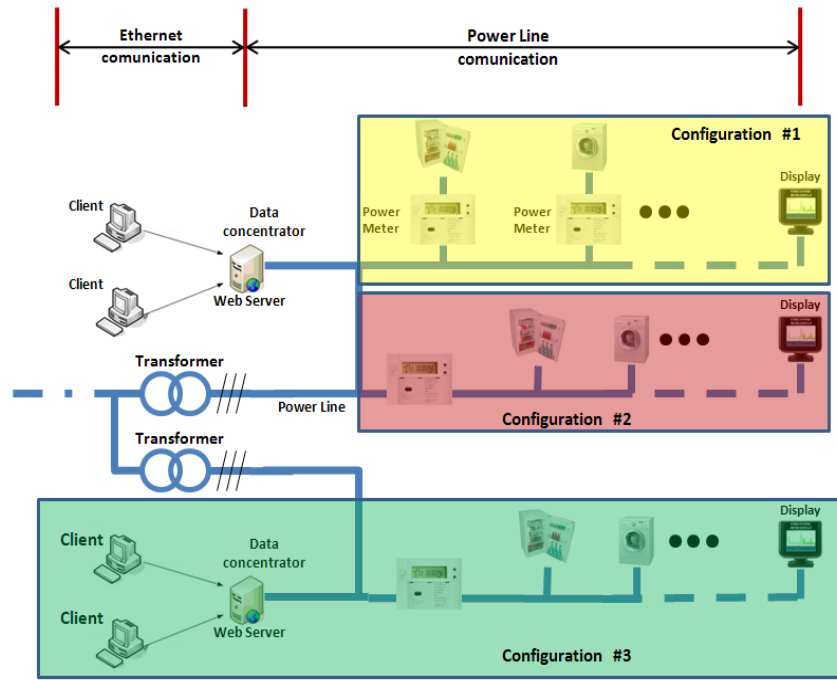 Ethernet
comunication
Power Line
comunication
Configuration #1
Display
Client
Data
concentrator
Power
Meter
Power
Meter
Client
Web Server
Display
Transformer
Power Line
Configuration #2
Transformer
Display
Client
Data
concentrator
Client
Web Server
Configuration #3